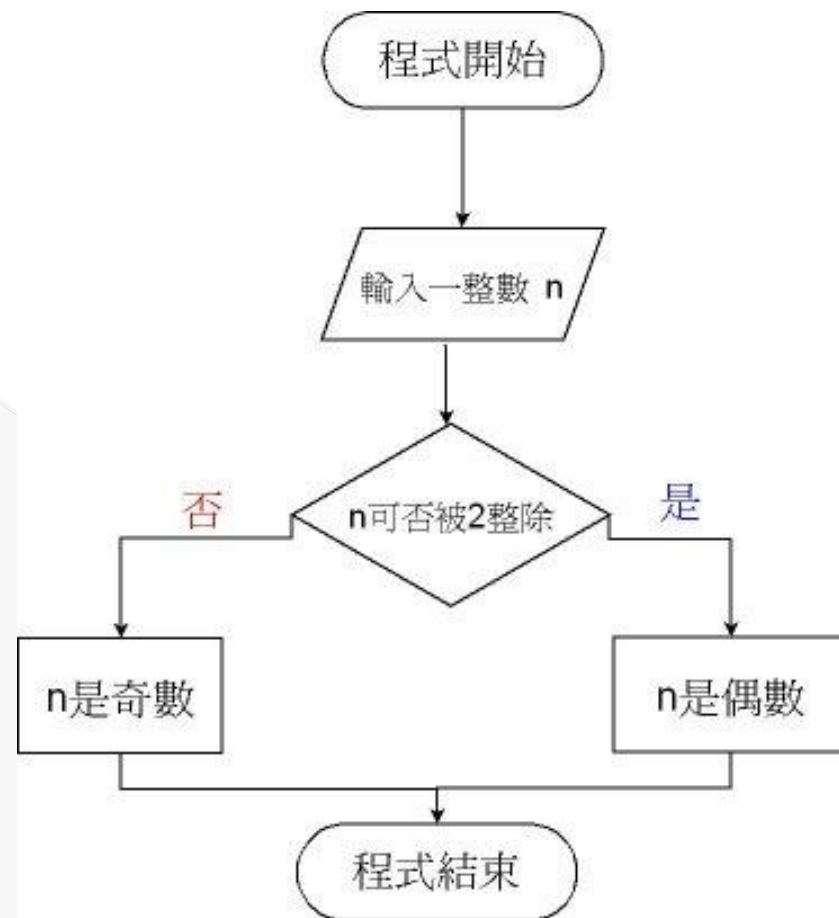 程式開始
輸入一整數 n
否
n可否被2整除
是
n是奇數
n是偶數
程式結束